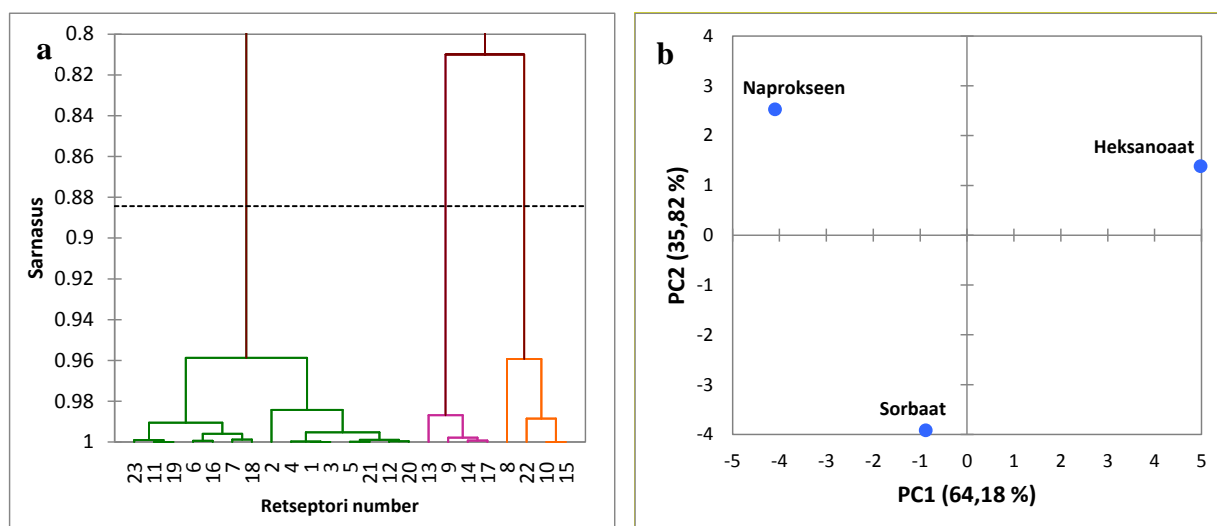 a
0.8
0.82
0.84
0.86
0.88
0.9
0.92
0.94
0.96
0.98
1
Sarnasus
23 11 19 6 16 7 18 2 4 1 3 5 21 12 20 13 9 14 17 8 22 10 15
Retseptori number
b
4
3
2
1
0
-1
-2
-3
-4
PC2 (35,82 %)
Naprokseen
Heksanoaat
Sorbaat
-5 -4 -3 -2 -1 0 1 2 3 4 5
PC1 (64,18 %)